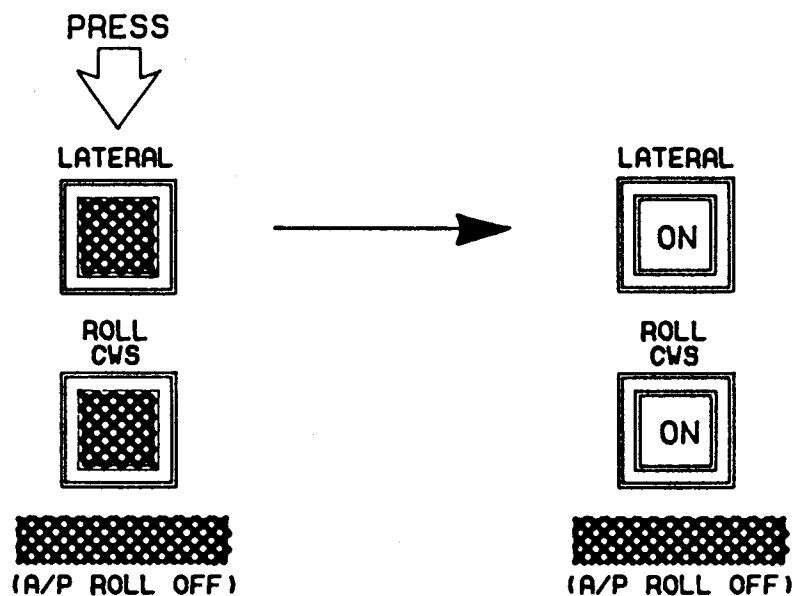 PRESS
LATERAL
ROLL
CWS
(A/P ROLL OFF)
LATERAL
ON
ROLL
CWS
ON
(A/P ROLL OFF)